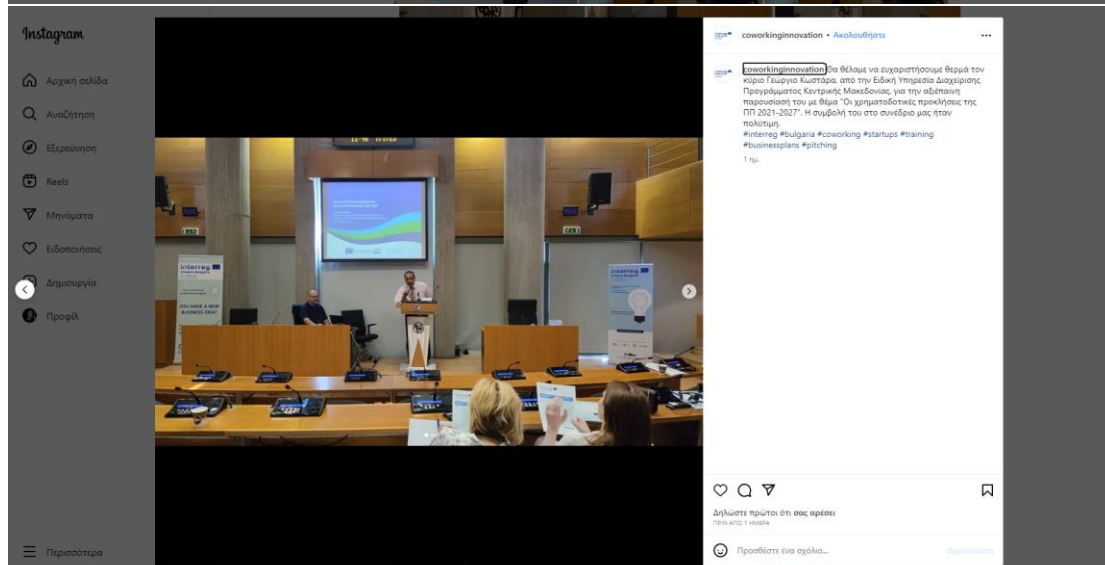 Instagram
Αρχική σελίδα
Αναζήτηση
Εξερεύνηση
Reels
Μηνύματα
Ειδοποιήσεις
Δημιουργία
Προφίλ
Περισσότερα
interreg
YOU HAVE A NEW
BUSINESS IDEA?
interreg
coworkinginnovation • Ακολουθήστε
coworkinginnovation Θα θέλαμε να ευχαριστήσουμε θερμά τον
κύριο Γεώργιο Κωστάρα, από την Ειδική Υπηρεσία Διαχείρισης
Προγράμματος Κεντρικής Μακεδονίας, για την αξιέπαινη
παρουσίασή του με θέμα "Οι χρηματοδοτικές προκλήσεις της
ΠΠ 2021-2027". Η συμβολή του στο συνέδριο μας ήταν
πολύτιμη.
#interreg #bulgaria #coworking #startups #training
#businessplans #pitching
1 ημ.
Δηλώστε πρώτοι ότι σας αρέσει
ΠΡΙΝ ΑΠΟ 1 ΗΜΕΡΑ
Προσθέστε ένα σχόλιο...
Δημοσίευση